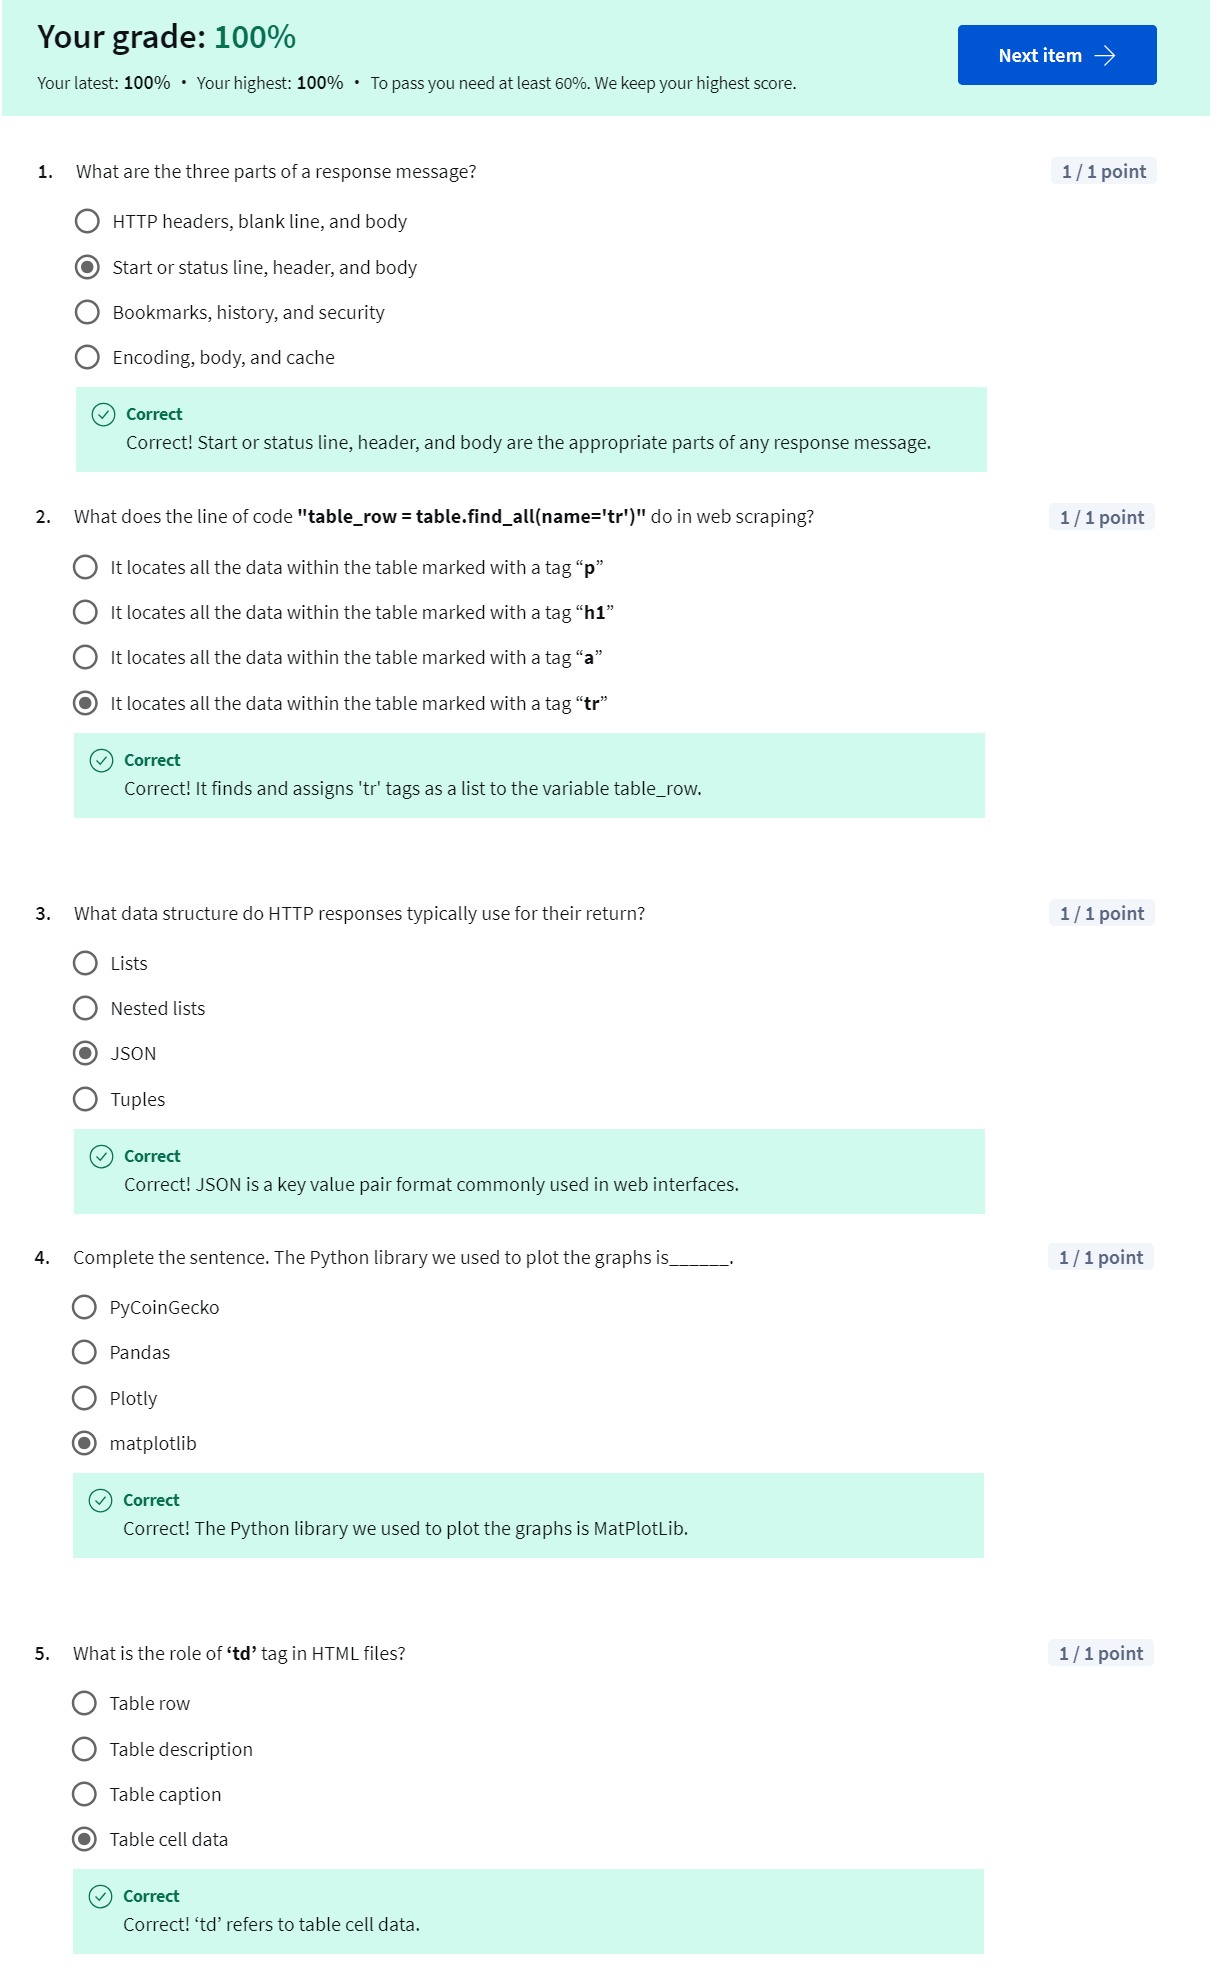 Your grade: 100%
Next item
Your latest: 100% • Your highest: 100% • To pass you need at least 60%. We keep your highest score.
1. What are the three parts of a response message?
1 / 1 point
HTTP headers, blank line, and body
Start or status line, header, and body
Bookmarks, history, and security
Encoding, body, and cache
Correct
Correct! Start or status line, header, and body are the appropriate parts of any response message.
2. What does the line of code "table_row = table.find_all(name='tr')" do in web scraping?
1 / 1 point
It locates all the data within the table marked with a tag “p”
It locates all the data within the table marked with a tag “h1”
It locates all the data within the table marked with a tag “a”
It locates all the data within the table marked with a tag “tr”
Correct
Correct! It finds and assigns 'tr' tags as a list to the variable table_row.
3. What data structure do HTTP responses typically use for their return?
1 / 1 point
Lists
Nested lists
JSON
Tuples
Correct
Correct! JSON is a key value pair format commonly used in web interfaces.
4. Complete the sentence. The Python library we used to plot the graphs is______.
1 / 1 point
PyCoinGecko
Pandas
Plotly
matplotlib
Correct
Correct! The Python library we used to plot the graphs is MatPlotLib.
5. What is the role of ‘td’ tag in HTML files?
1 / 1 point
Table row
Table description
Table caption
Table cell data
Correct
Correct! ‘td’ refers to table cell data.